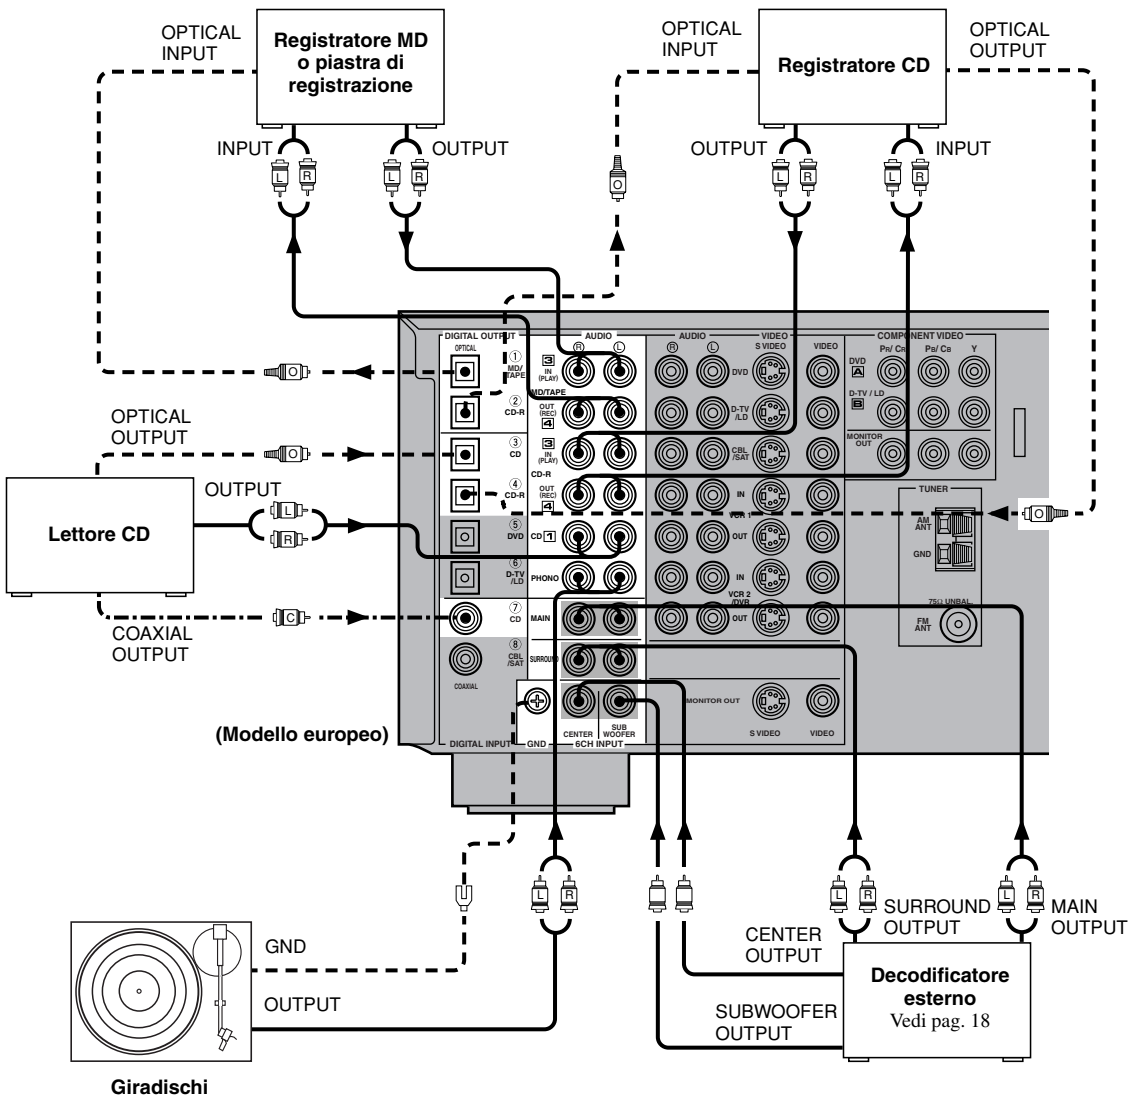 OPTICAL
INPUT
Registratore MD
o piastra di
registrazione
OPTICAL
INPUT
Registratore CD
OPTICAL
OUTPUT
INPUT
OUTPUT
L
R
L
R
OUTPUT
INPUT
L
R
L
R
O
DIGITAL OUTPUT
OPTICAL
① MD/
TAPE
② CD-R
③ CD
④ CD-R
⑤ DVD
⑥ D-TV
/LD
⑦ CD
⑧ CBL
/SAT
COAXIAL
DIGITAL INPUT
AUDIO
R
L
3
IN
(PLAY)
MD/TAPE
OUT
(REC)
4
3
IN
(PLAY)
CD-R
OUT
(REC)
4
CD 1
PHONO
MAIN
SURROUND
CENTER
SUB
WOOFER
GND
6CH INPUT
AUDIO
R
L
VIDEO
S VIDEO
VIDEO
DVD
D-TV
/LD
CBL
/SAT
IN
VCR 1
OUT
IN
VCR 2
/DVR
OUT
MONITOR OUT
S VIDEO
VIDEO
COMPONENT VIDEO
PR/ CR
PB/ CB
Y
DVD
A
D-TV / LD
B
MONITOR
OUT
TUNER
AM
ANT
GND
75Ω UNBAL.
FM
ANT
O
O
OPTICAL
OUTPUT
O
Lettore CD
OUTPUT
L
R
COAXIAL
OUTPUT
C
(Modello europeo)
GND
OUTPUT
Giradischi
L
R
L
R
L
R
SURROUND
OUTPUT
MAIN
OUTPUT
CENTER
OUTPUT
SUBWOOFER
OUTPUT
Decodificatore
esterno
Vedi pag. 18